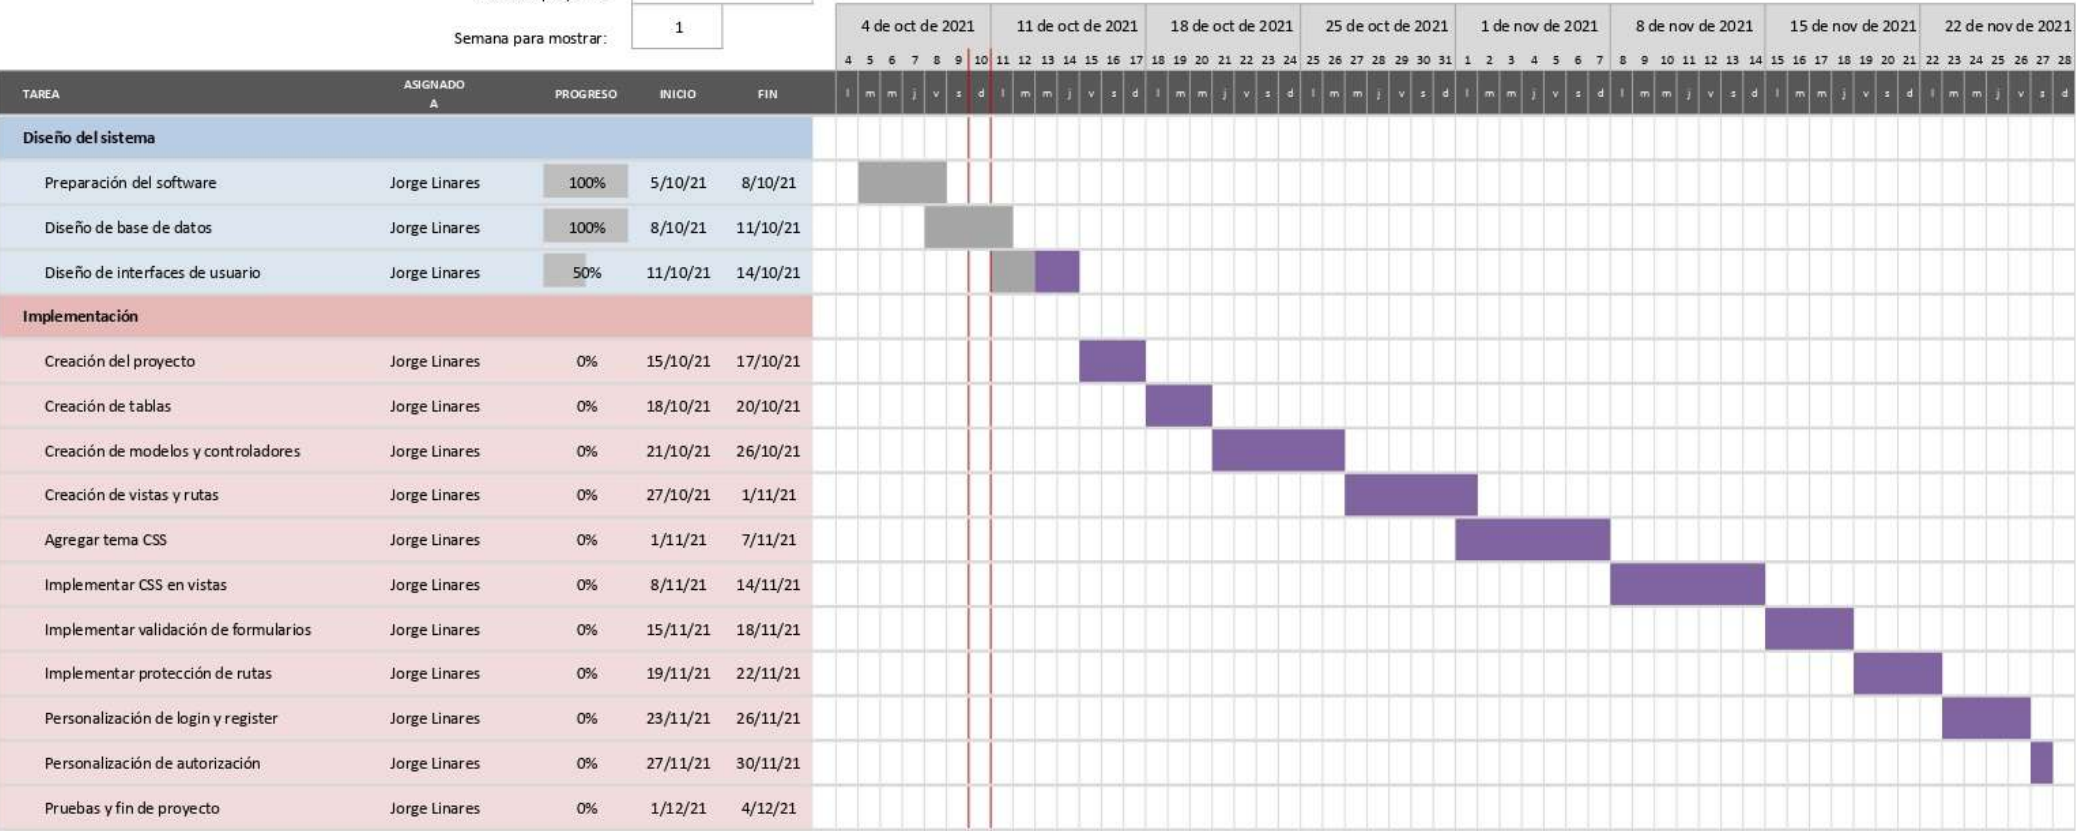 Semana para mostrar: 1
4 de oct de 2021 11 de oct de 2021 18 de oct de 2021 25 de oct de 2021 1 de nov de 2021 8 de nov de 2021 15 de nov de 2021 22 de nov de 2021
4 5 6 7 8 9 10 11 12 13 14 15 16 17 18 19 20 21 22 23 24 25 26 27 28 29 30 31 1 2 3 4 5 6 7 8 9 10 11 12 13 14 15 16 17 18 19 20 21 22 23 24 25 26 27 28
TAREA ASIGNADO A PROGRESO INICIO FIN l m m j v s d l m m j v s d l m m j v s d l m m j v s d l m m j v s d l m m j v s d l m m j v s d l m m j v s d
Diseño del sistema
Preparación del software Jorge Linares 100% 5/10/21 8/10/21
Diseño de base de datos Jorge Linares 100% 8/10/21 11/10/21
Diseño de interfaces de usuario Jorge Linares 50% 11/10/21 14/10/21
Implementación
Creación del proyecto Jorge Linares 0% 15/10/21 17/10/21
Creación de tablas Jorge Linares 0% 18/10/21 20/10/21
Creación de modelos y controladores Jorge Linares 0% 21/10/21 26/10/21
Creación de vistas y rutas Jorge Linares 0% 27/10/21 1/11/21
Agregar tema CSS Jorge Linares 0% 1/11/21 7/11/21
Implementar CSS en vistas Jorge Linares 0% 8/11/21 14/11/21
Implementar validación de formularios Jorge Linares 0% 15/11/21 18/11/21
Implementar protección de rutas Jorge Linares 0% 19/11/21 22/11/21
Personalización de login y register Jorge Linares 0% 23/11/21 26/11/21
Personalización de autorización Jorge Linares 0% 27/11/21 30/11/21
Pruebas y fin de proyecto Jorge Linares 0% 1/12/21 4/12/21